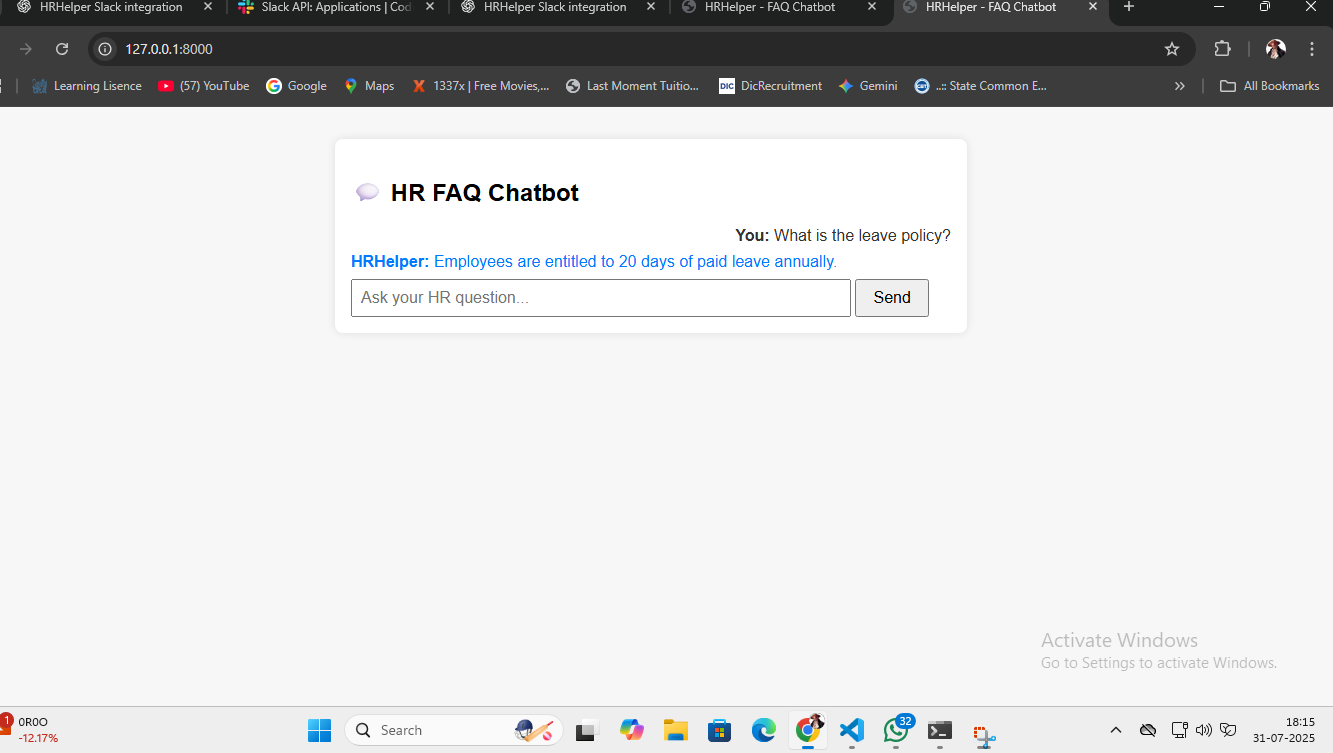 HRHelper Slack integration
Slack API: Applications | Cod
HRHelper Slack integration
HRHelper - FAQ Chatbot
HRHelper - FAQ Chatbot
127.0.0.1:8000
Learning Lisence
(57) YouTube
Google
Maps
1337x | Free Movies,...
Last Moment Tuitio...
DIC DicRecruitment
Gemini
..:: State Common E...
All Bookmarks
HR FAQ Chatbot
You: What is the leave policy?
HRHelper: Employees are entitled to 20 days of paid leave annually.
Ask your HR question...
Send
Activate Windows
Go to Settings to activate Windows.
1
0R0O
-12.17%
Search
32
18:15
31-07-2025